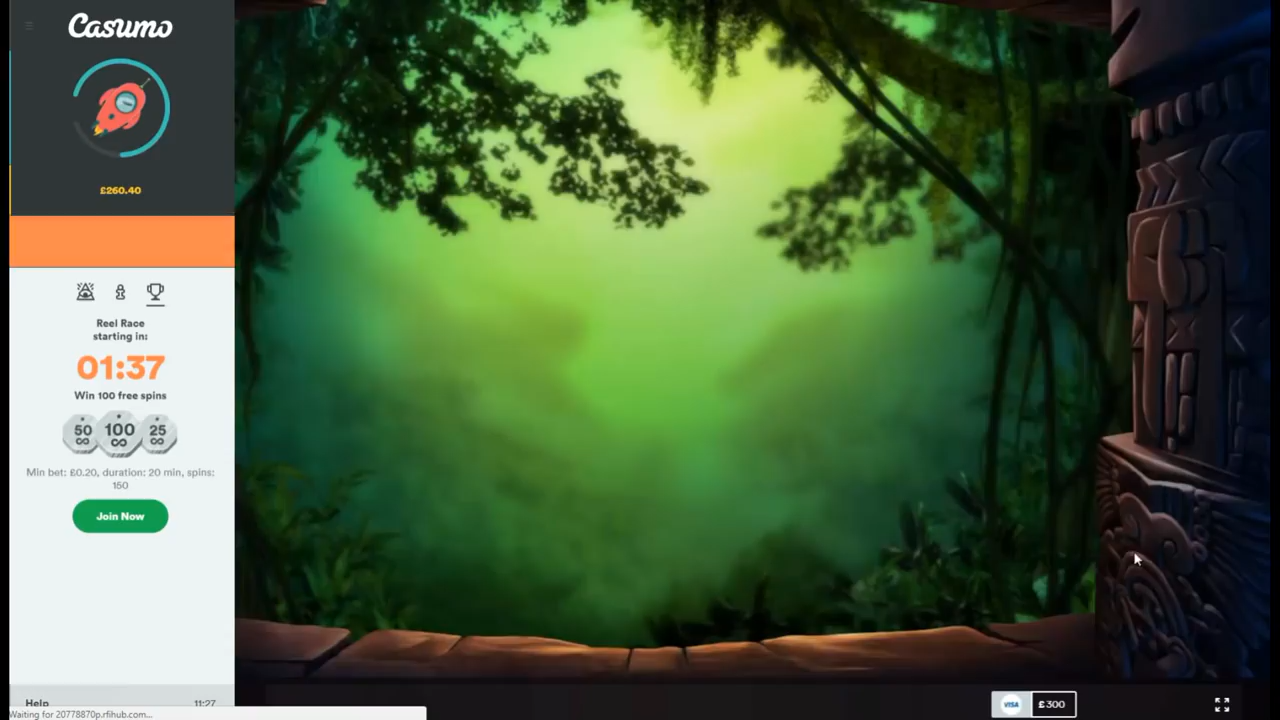 Casumo
£260.40
Reel Race
starting in:
01:37
Win 100 free spins
50 100 25
Min bet: £0.20, duration: 20 min, spins:
150
Join Now
Help 11:27
Waiting for 20778870p.rfihub.com...
VISA £300